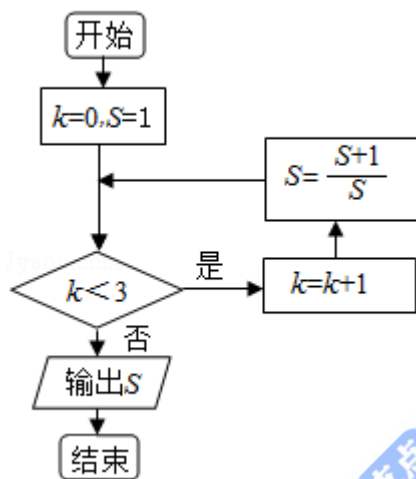 开始
k=0,S=1
S= S+1
S
k<3
是
k=k+1
否
输出S
结束